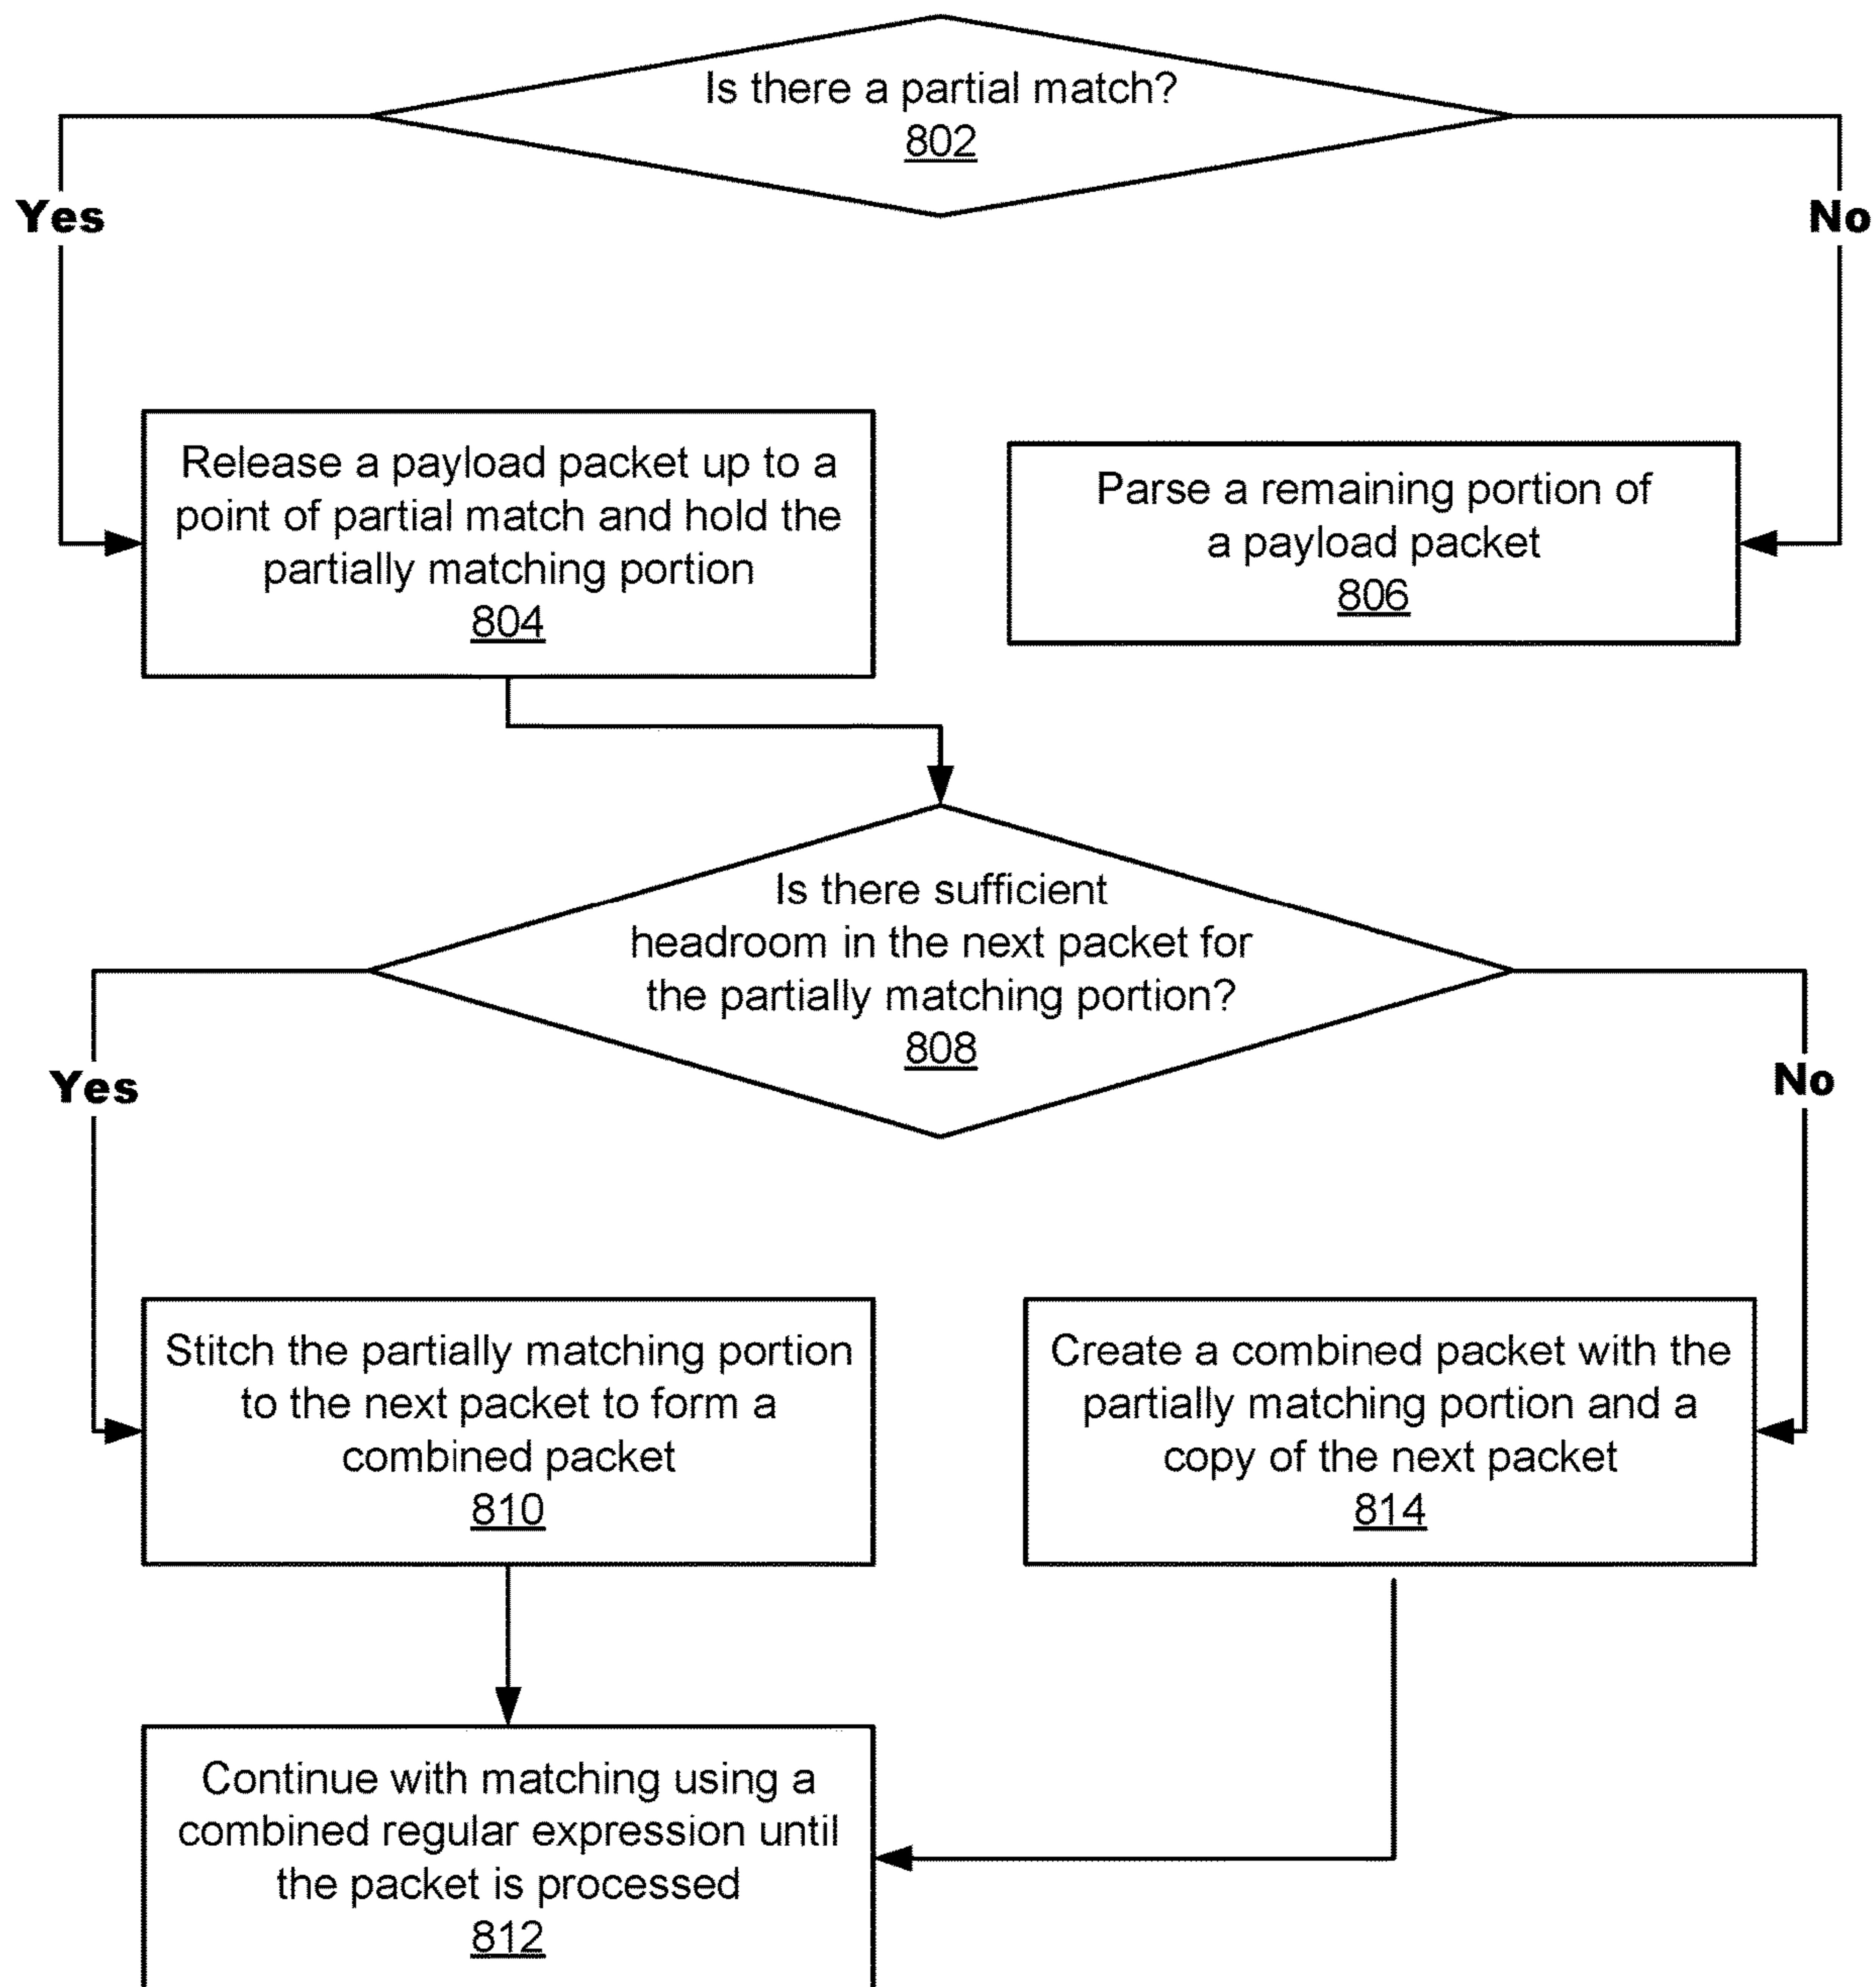 Is there a partial match?
802
Yes
No
Release a payload packet up to a
point of partial match and hold the
partially matching portion
804
Parse a remaining portion of
a payload packet
806
Is there sufficient
headroom in the next packet for
the partially matching portion?
808
Yes
No
Stitch the partially matching portion
to the next packet to form a
combined packet
810
Create a combined packet with the
partially matching portion and a
copy of the next packet
814
Continue with matching using a
combined regular expression until
the packet is processed
812